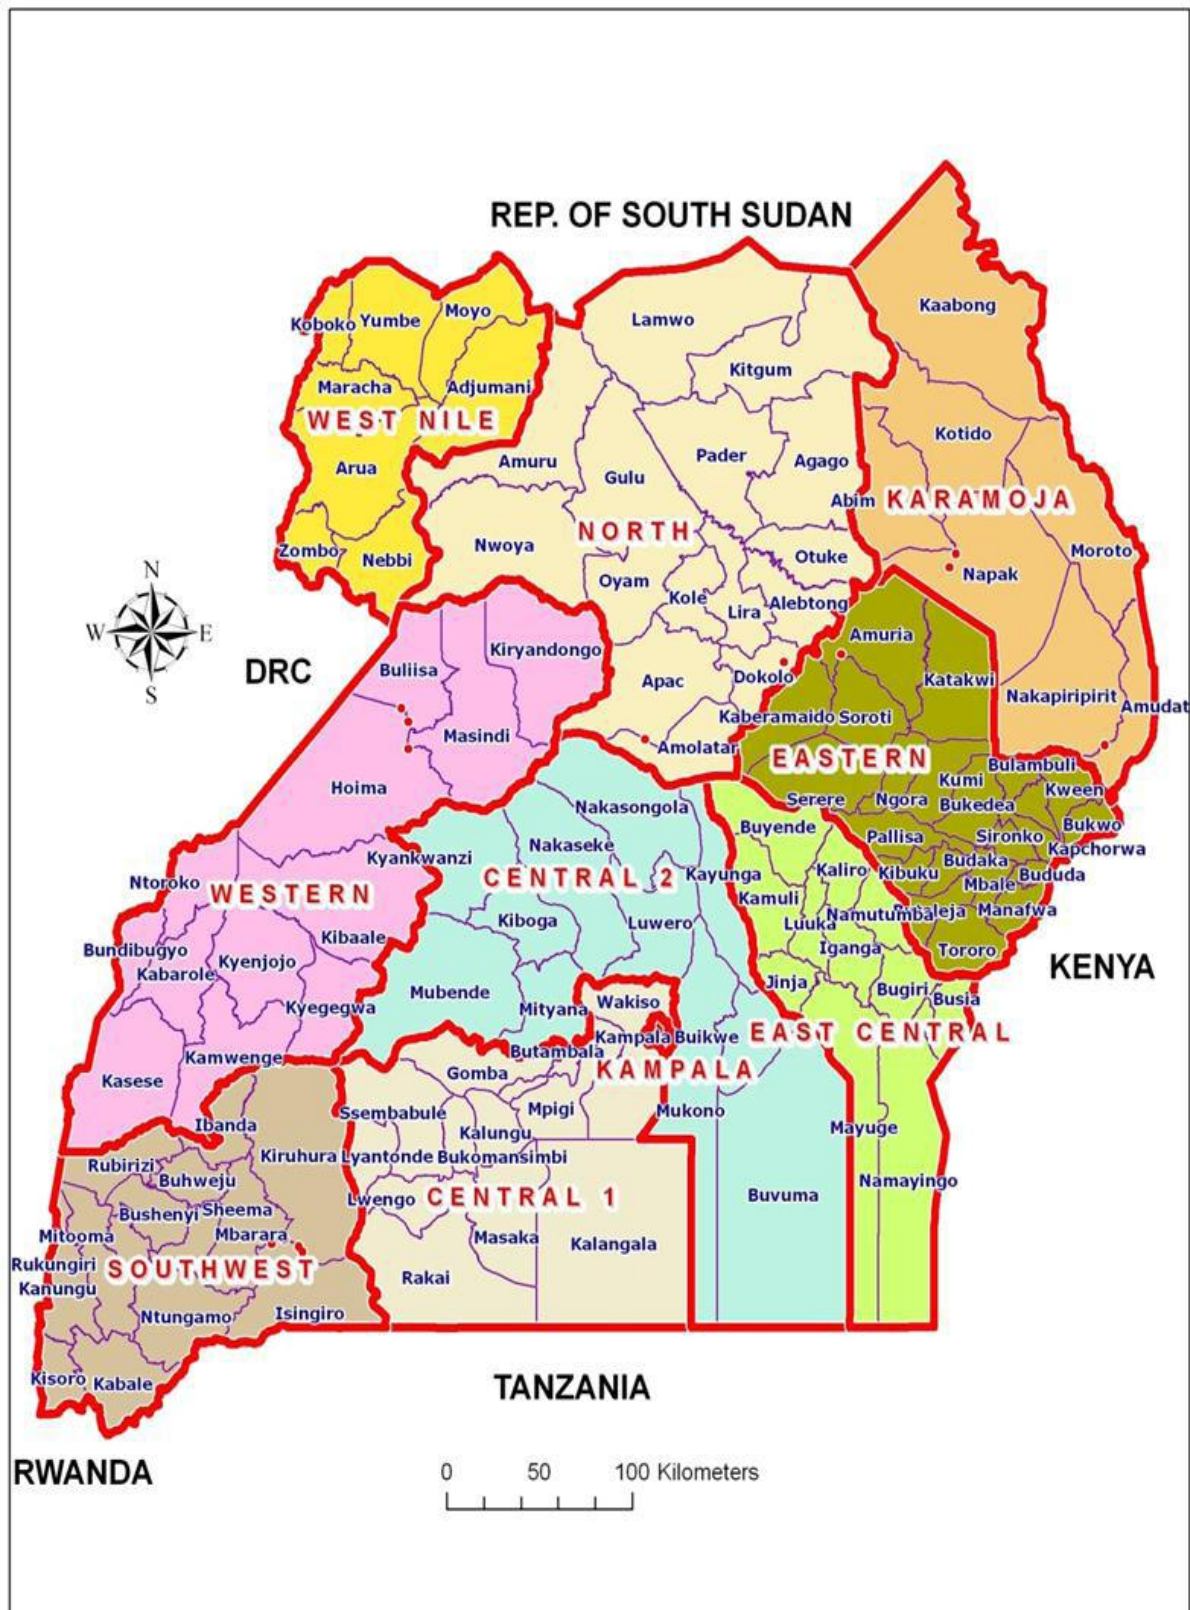 REP. OF SOUTH SUDAN
Kaabong
Koboko
Yumbe
Moyo
Lamwo
Kitgum
Maracha
Adjumani
WEST NILE
Kotido
Arua
Amuru
Gulu
Pader
Agago
Abim
KARAMOJA
NORTH
Zombo
Nebbi
Nwoya
Otuke
Moroto
Napak
Oyam
Kole
Lira
Alebtong
N
W
E
S
DRC
Buliisa
Kiryandongo
Amuria
Apac
Dokolo
Katakwi
Nakapiripirit
Amudat
Kaberamaido
Soroti
Masindi
Amolatar
EASTERN
Bulambuli
Hoima
Kumi
Kween
Nakasongola
Serere
Ngora
Bukedea
Bukwo
Buyende
Pallisa
Sironko
Kapchorwa
Nakaseke
Kyankwanzi
CENTRAL 2
Kayunga
Kaliro
Kibuku
Budaka
Bududa
Ntoroko
WESTERN
Kamuli
Mbale
Kiboga
Luwero
Luuka
Namutumba
Manafwa
Kibaale
Iganga
Tororo
Bundibugyo
Kabarole
Kyenjojo
KENYA
Mubende
Jinja
Bugiri
Busia
Kyegegwa
Mityana
Wakiso
Kampala
Buikwe
EAST CENTRAL
Butambala
Kamwenge
Gomba
KAMPALA
Kasese
Ssembabule
Mpigi
Mukono
Ibanda
Kalungu
Mayuge
Kiruhura
Lyantonde
Bukomansimbi
Rubirizi
Buhweju
Lwengo
CENTRAL 1
Buvuma
Namayingo
Bushenyi
Sheema
Mitooma
Mbarara
Masaka
Kalangala
Rukungiri
SOUTHWEST
Rakai
Kanungu
Ntungamo
Isingiro
Kisoro
Kabale
TANZANIA
RWANDA
0 50 100 Kilometers